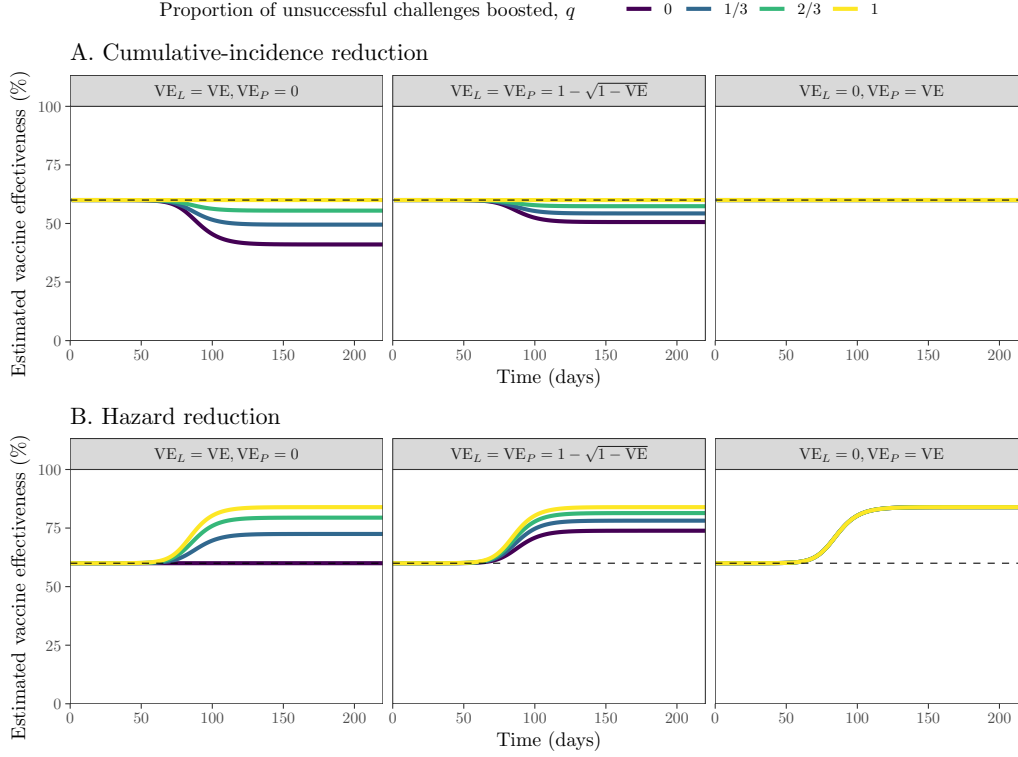 Proportion of unsuccessful challenges boosted, q 0 1/3 2/3 1
A. Cumulative-incidence reduction
VE_L = VE, VE_P = 0
VE_L = VE_P = 1 − √(1 − VE)
VE_L = 0, VE_P = VE
Estimated vaccine effectiveness (%)
100
75
50
25
0
0 50 100 150 200
0 50 100 150 200
0 50 100 150 200
Time (days)
B. Hazard reduction
VE_L = VE, VE_P = 0
VE_L = VE_P = 1 − √(1 − VE)
VE_L = 0, VE_P = VE
Estimated vaccine effectiveness (%)
100
75
50
25
0
0 50 100 150 200
0 50 100 150 200
0 50 100 150 200
Time (days)